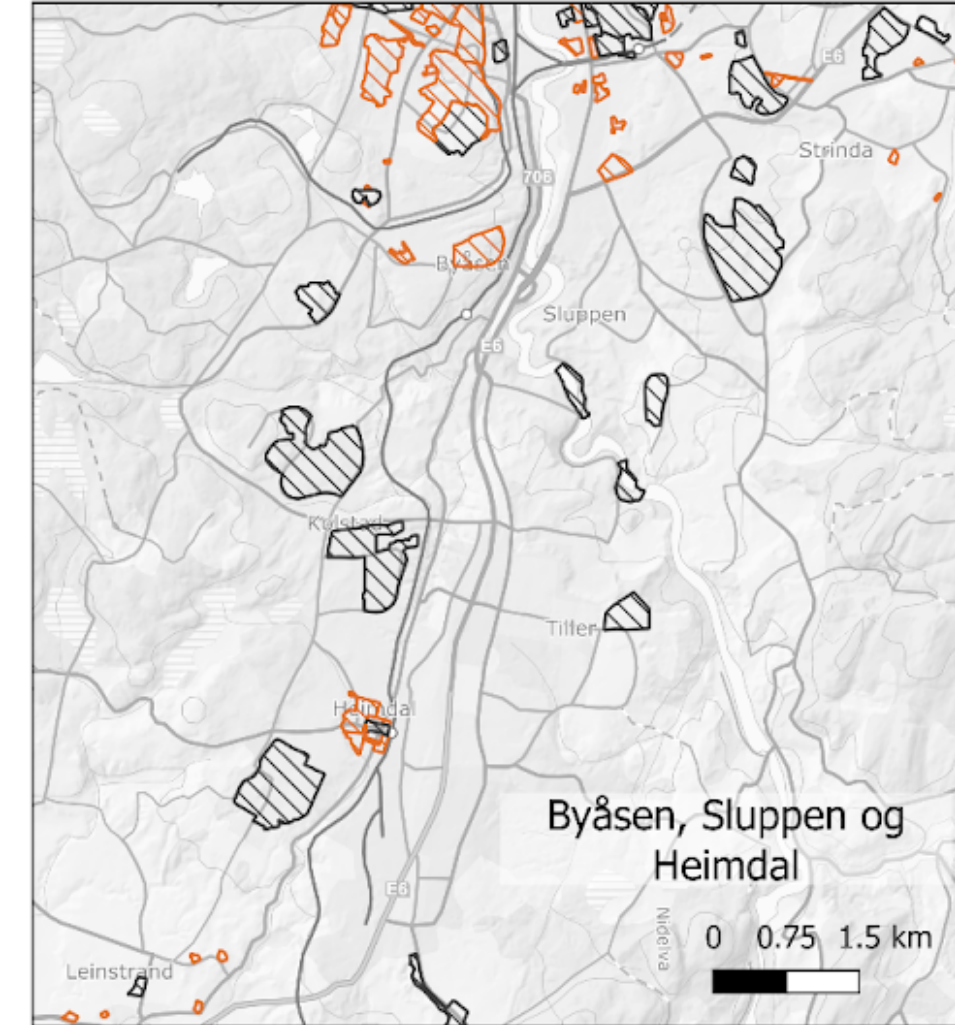 E6
Strinda
706
Byåsen
Sluppen
E6
Kolstad
Tiller
Heimdal
Byåsen, Sluppen og
Heimdal
E6
Nidelva
0 0.75 1.5 km
Leinstrand